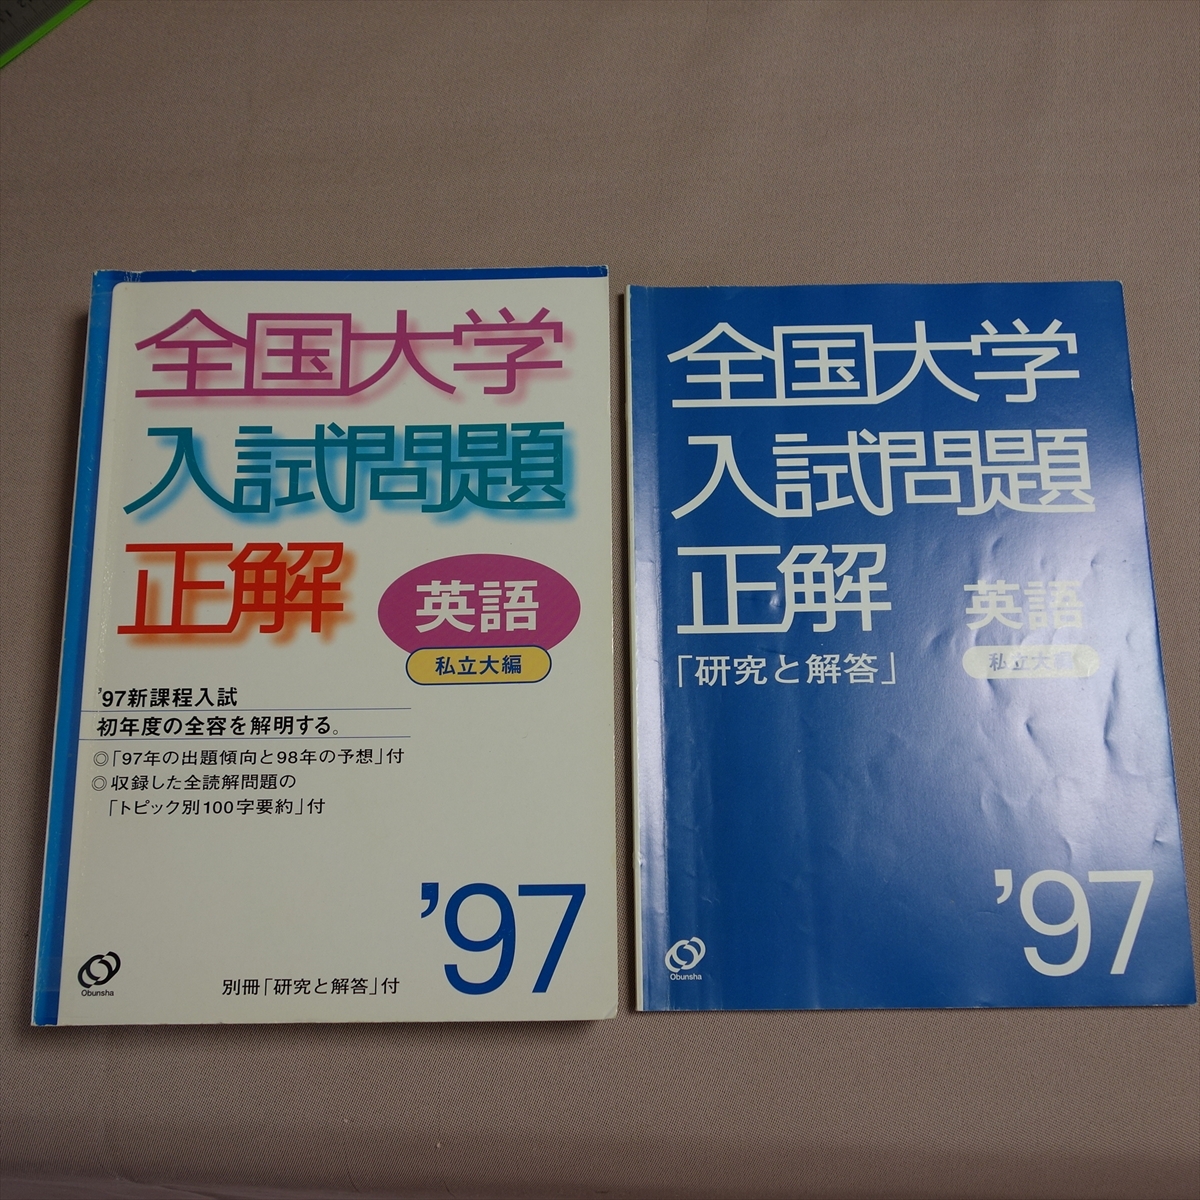 全国大学
入試問題
正解
英語
私立大編
'97新課程入試
初年度の全容を解明する。
◎「97年の出題傾向と98年の予想」付
◎収録した全読解問題の
「トピック別100字要約」付
'97
Obunsha
別冊「研究と解答」付
全国大学
入試問題
正解
英語
「研究と解答」
私立大編
'97
Obunsha